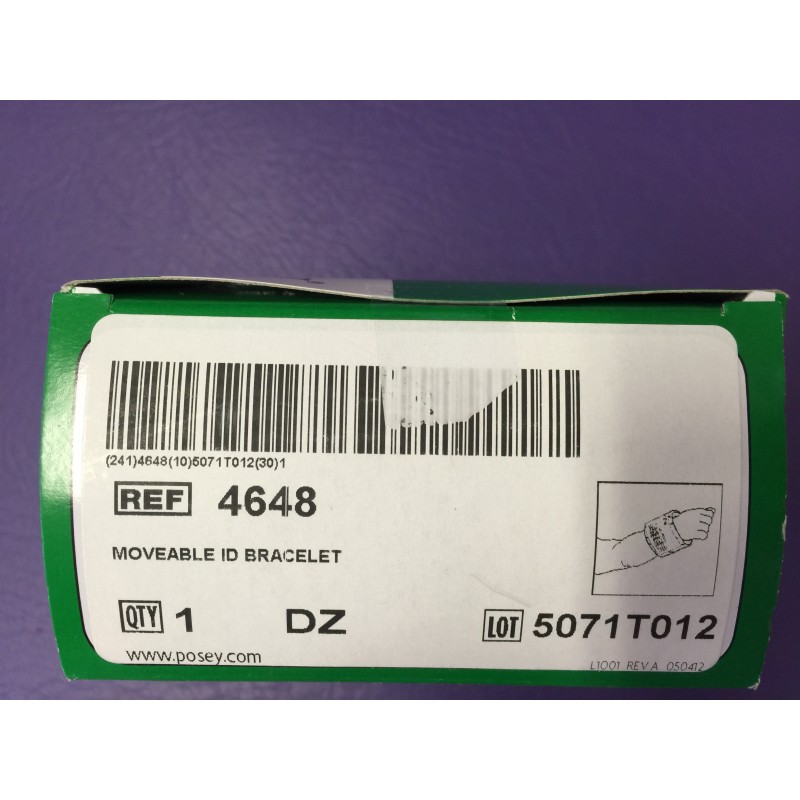 (241)4648(10)5071T012(30)1
REF 4648
MOVEABLE ID BRACELET
QTY 1 DZ LOT 5071T012
www.posey.com
L1001 REV.A 050412